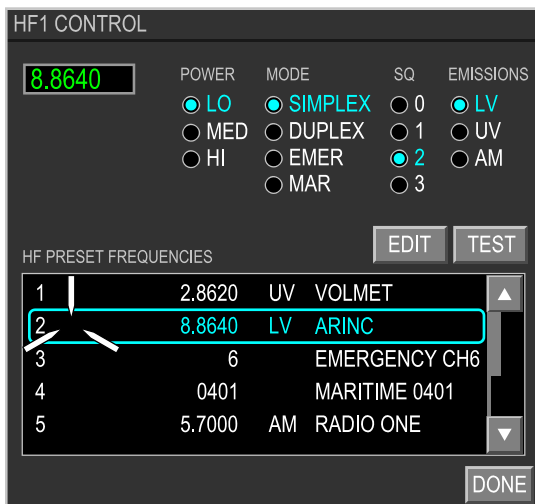 HF1 CONTROL
8.8640
POWER MODE SQ EMISSIONS
LO SIMPLEX 0 LV
MED DUPLEX 1 UV
HI EMER 2 AM
MAR 3
EDIT TEST
HF PRESET FREQUENCIES
1 2.8620 UV VOLMET
2 8.8640 LV ARINC
3 6 EMERGENCY CH6
4 0401 MARITIME 0401
5 5.7000 AM RADIO ONE
DONE